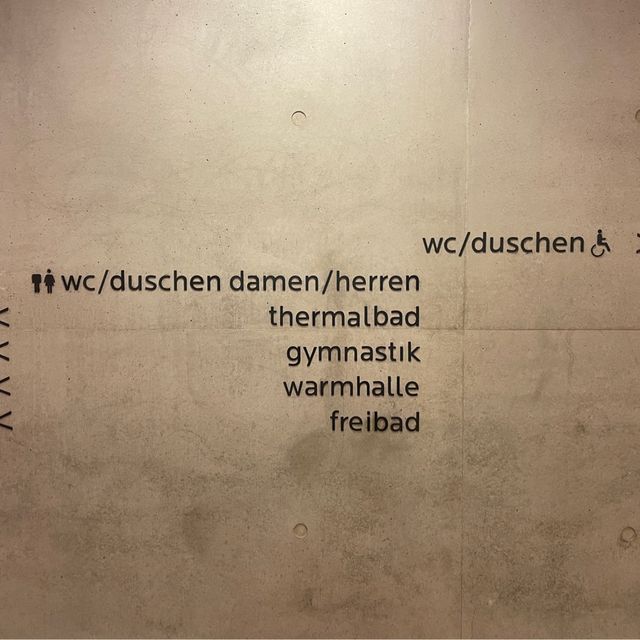 wc/duschen
wc/duschen damen/herren
thermalbad
gymnastik
warmhalle
freibad